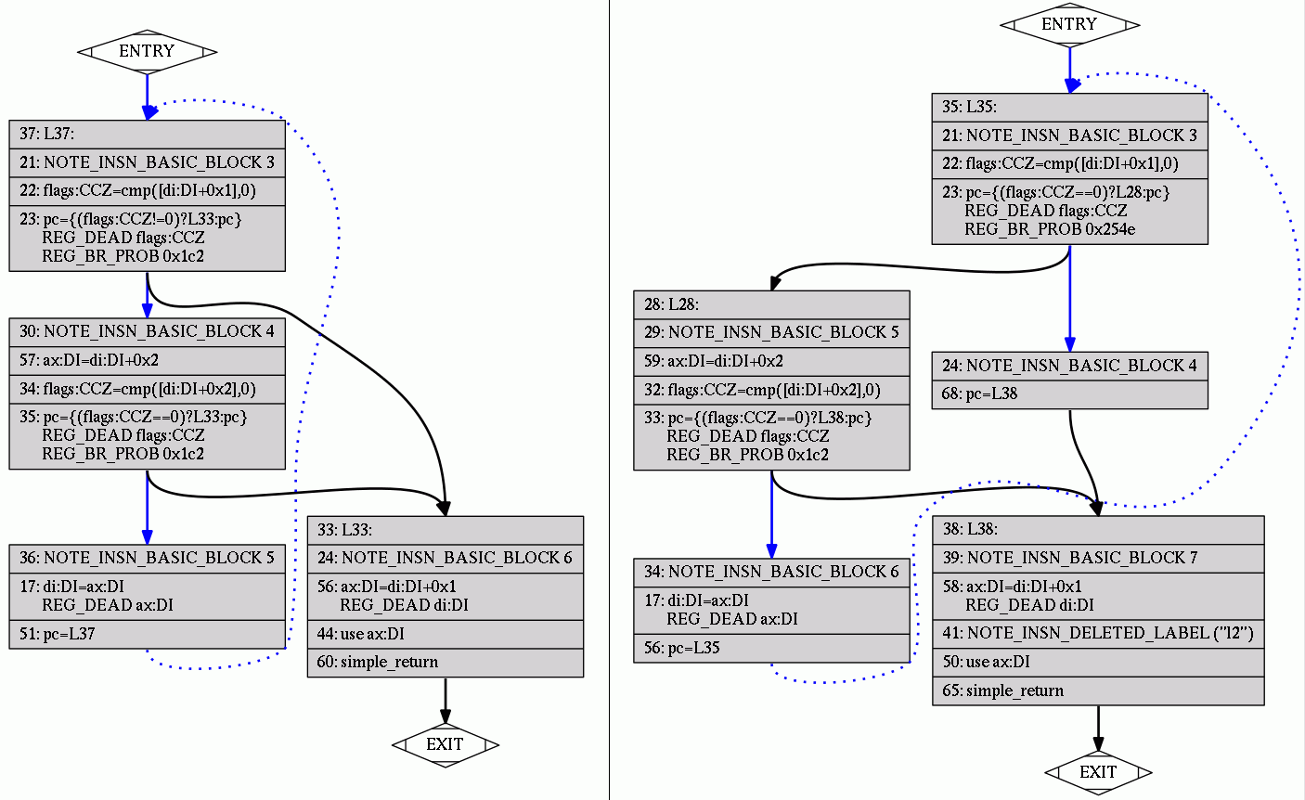 ENTRY
37: L37:
21: NOTE_INSN_BASIC_BLOCK 3
22: flags:CCZ=cmp([di:DI+0x1],0)
23: pc={(flags:CCZ!=0)?L33:pc}
REG_DEAD flags:CCZ
REG_BR_PROB 0x1c2
30: NOTE_INSN_BASIC_BLOCK 4
57: ax:DI=di:DI+0x2
34: flags:CCZ=cmp([di:DI+0x2],0)
35: pc={(flags:CCZ==0)?L33:pc}
REG_DEAD flags:CCZ
REG_BR_PROB 0x1c2
36: NOTE_INSN_BASIC_BLOCK 5
17: di:DI=ax:DI
REG_DEAD ax:DI
51: pc=L37
33: L33:
24: NOTE_INSN_BASIC_BLOCK 6
56: ax:DI=di:DI+0x1
REG_DEAD di:DI
44: use ax:DI
60: simple_return
EXIT
ENTRY
35: L35:
21: NOTE_INSN_BASIC_BLOCK 3
22: flags:CCZ=cmp([di:DI+0x1],0)
23: pc={(flags:CCZ==0)?L28:pc}
REG_DEAD flags:CCZ
REG_BR_PROB 0x254e
28: L28:
29: NOTE_INSN_BASIC_BLOCK 5
59: ax:DI=di:DI+0x2
32: flags:CCZ=cmp([di:DI+0x2],0)
33: pc={(flags:CCZ==0)?L38:pc}
REG_DEAD flags:CCZ
REG_BR_PROB 0x1c2
24: NOTE_INSN_BASIC_BLOCK 4
68: pc=L38
34: NOTE_INSN_BASIC_BLOCK 6
17: di:DI=ax:DI
REG_DEAD ax:DI
56: pc=L35
38: L38:
39: NOTE_INSN_BASIC_BLOCK 7
58: ax:DI=di:DI+0x1
REG_DEAD di:DI
41: NOTE_INSN_DELETED_LABEL ("l2")
50: use ax:DI
65: simple_return
EXIT